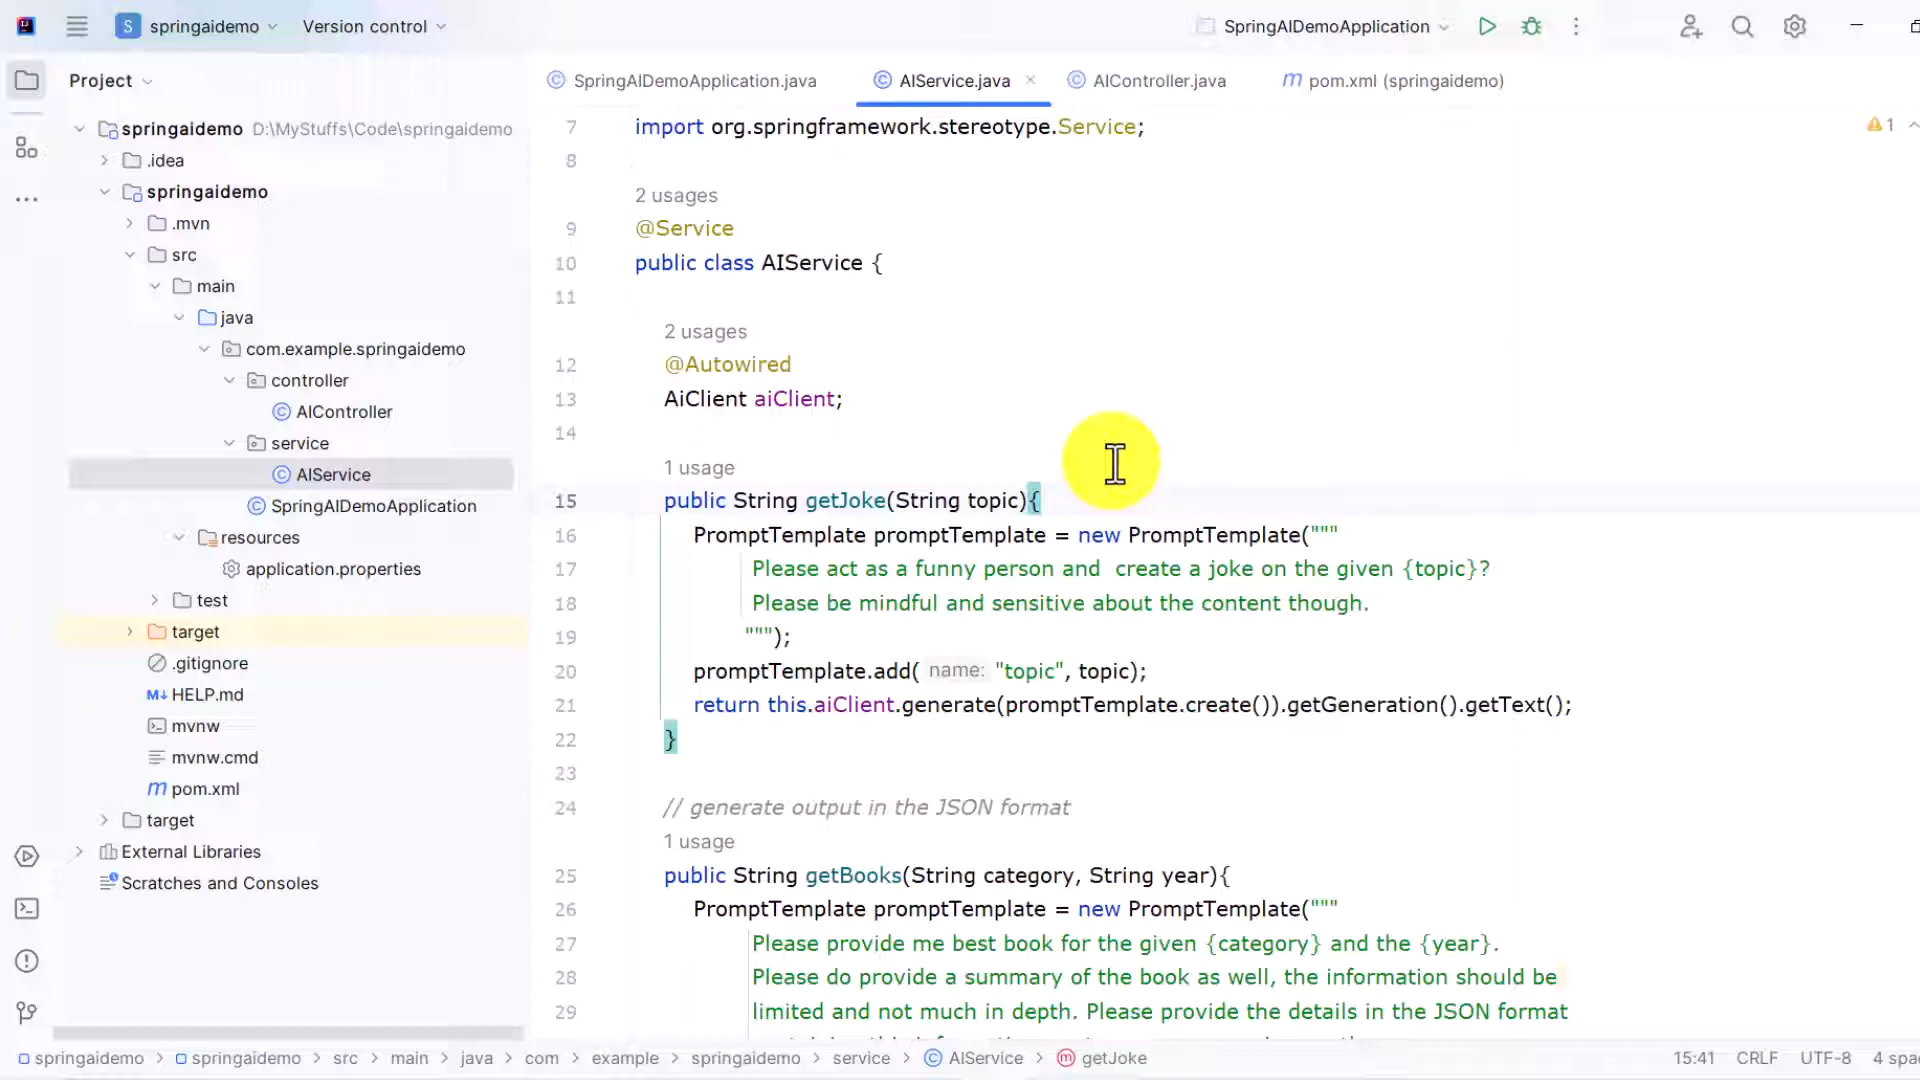 S springaidemo Version control SpringAIDemoApplication
Project
springaidemo D:\MyStuffs\Code\springaidemo
.idea
springaidemo
.mvn
src
main
java
com.example.springaidemo
controller
AIController
service
AIService
SpringAIDemoApplication
resources
application.properties
test
target
.gitignore
M↓ HELP.md
mvnw
mvnw.cmd
m pom.xml
target
External Libraries
Scratches and Consoles
SpringAIDemoApplication.java AIService.java AIController.java m pom.xml (springaidemo)
1
7 import org.springframework.stereotype.Service;
8
2 usages
9 @Service
10 public class AIService {
11
2 usages
12 @Autowired
13 AiClient aiClient;
14
1 usage
15 public String getJoke(String topic){
16 PromptTemplate promptTemplate = new PromptTemplate("""
17 Please act as a funny person and  create a joke on the given {topic}?
18 Please be mindful and sensitive about the content though.
19 """);
20 promptTemplate.add( name: "topic", topic);
21 return this.aiClient.generate(promptTemplate.create()).getGeneration().getText();
22 }
23
24 // generate output in the JSON format
1 usage
25 public String getBooks(String category, String year){
26 PromptTemplate promptTemplate = new PromptTemplate("""
27 Please provide me best book for the given {category} and the {year}.
28 Please do provide a summary of the book as well, the information should be
29 limited and not much in depth. Please provide the details in the JSON format
springaidemo > springaidemo > src > main > java > com > example > springaidemo > service > AIService > m getJoke 15:41 CRLF UTF-8 4